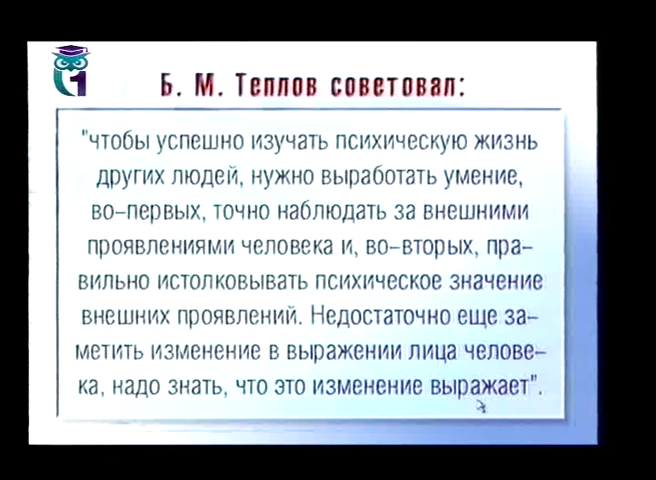 1
Б. М. Теплов советовал:
"чтобы успешно изучать психическую жизнь
других людей, нужно выработать умение,
во-первых, точно наблюдать за внешними
проявлениями человека и, во-вторых, пра-
вильно истолковывать психическое значение
внешних проявлений. Недостаточно еще за-
метить изменение в выражении лица челове-
ка, надо знать, что это изменение выражает".